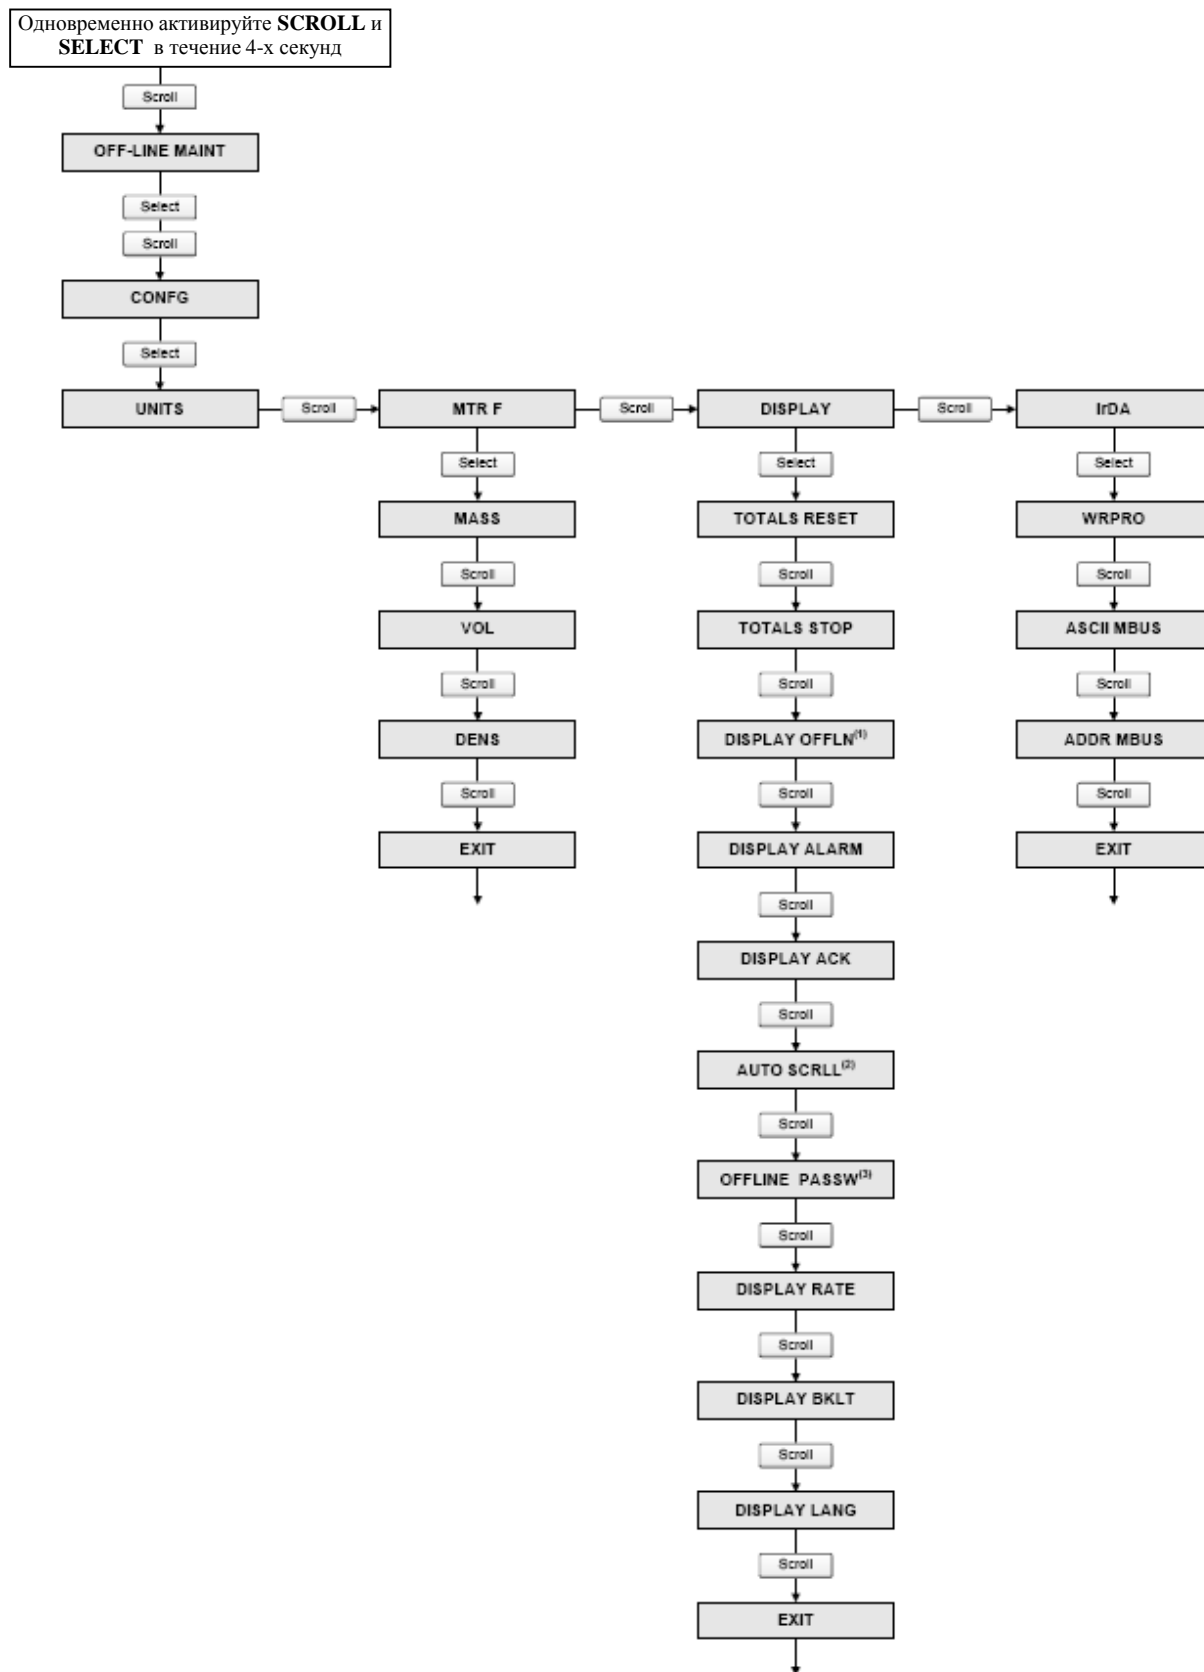 Одновременно активируйте SCROLL и
SELECT в течение 4-х секунд
Scroll
OFF-LINE MAINT
Select
Scroll
CONFG
Select
UNITS
Scroll
MTR F
Scroll
DISPLAY
Scroll
IrDA
Select
MASS
Scroll
VOL
Scroll
DENS
Scroll
EXIT
Select
TOTALS RESET
Scroll
TOTALS STOP
Scroll
DISPLAY OFFLN(1)
Scroll
DISPLAY ALARM
Scroll
DISPLAY ACK
Scroll
AUTO SCRLL(2)
Scroll
OFFLINE PASSW(3)
Scroll
DISPLAY RATE
Scroll
DISPLAY BKLT
Scroll
DISPLAY LANG
Scroll
EXIT
Select
WRPRO
Scroll
ASCII MBUS
Scroll
ADDR MBUS
Scroll
EXIT